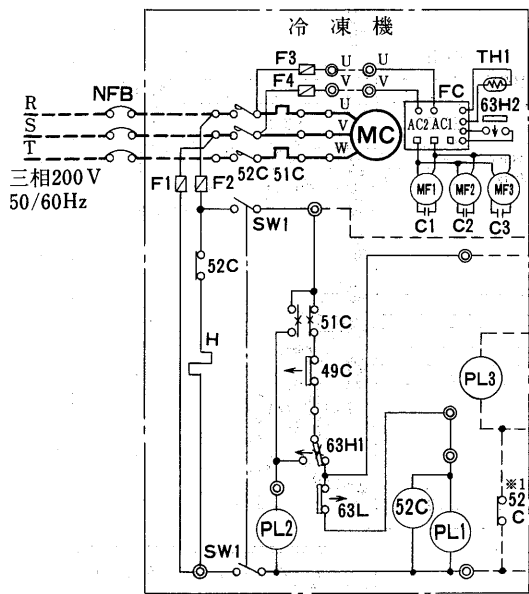 冷凍機
F3 U U
F4 V V
TH1
FC
63H2
NFB
R
S
T
U
V
W
MC
AC2 AC1
52C 51C
三相200V
50/60Hz
F1 F2
MF1 MF2 MF3
C1 C2 C3
SW1
52C
51C
H
49C
PL3
63H1
63L
52C
PL2
PL1
※1
52
C
SW1